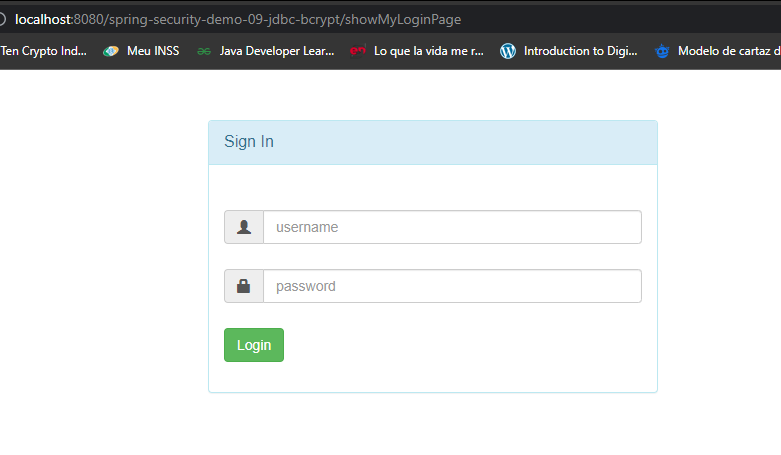 localhost:8080/spring-security-demo-09-jdbc-bcrypt/showMyLoginPage
Ten Crypto Ind... Meu INSS Java Developer Lear... Lo que la vida me r... Introduction to Digi... Modelo de cartaz d
Sign In
username
password
Login